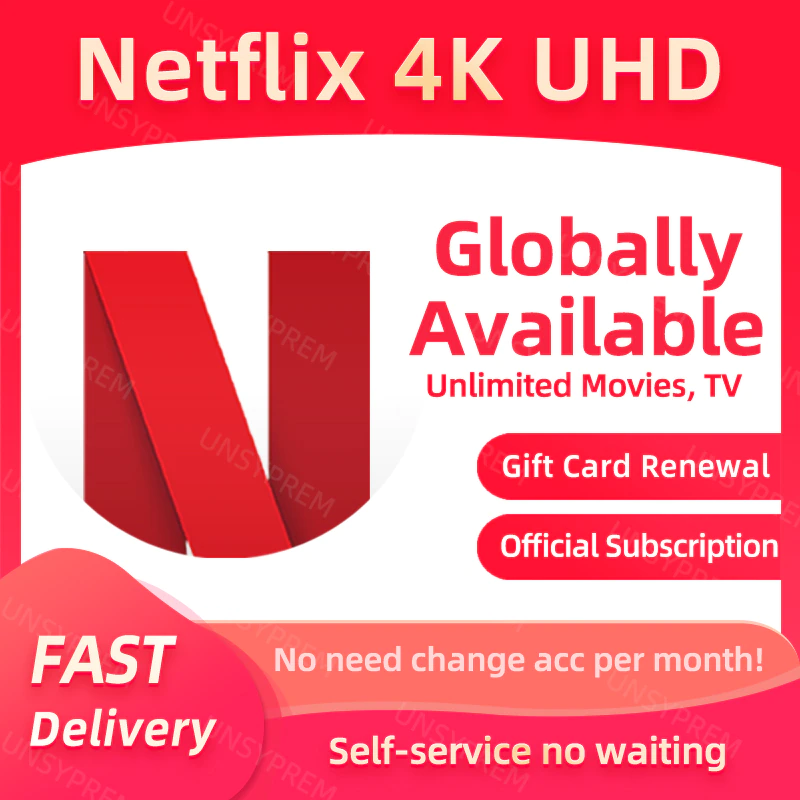 Netflix 4K UHD
Globally
Available
Unlimited Movies, TV
Gift Card Renewal
Official Subscription
No need change acc per month!
FAST
Delivery
Self-service no waiting
UNSYPREM